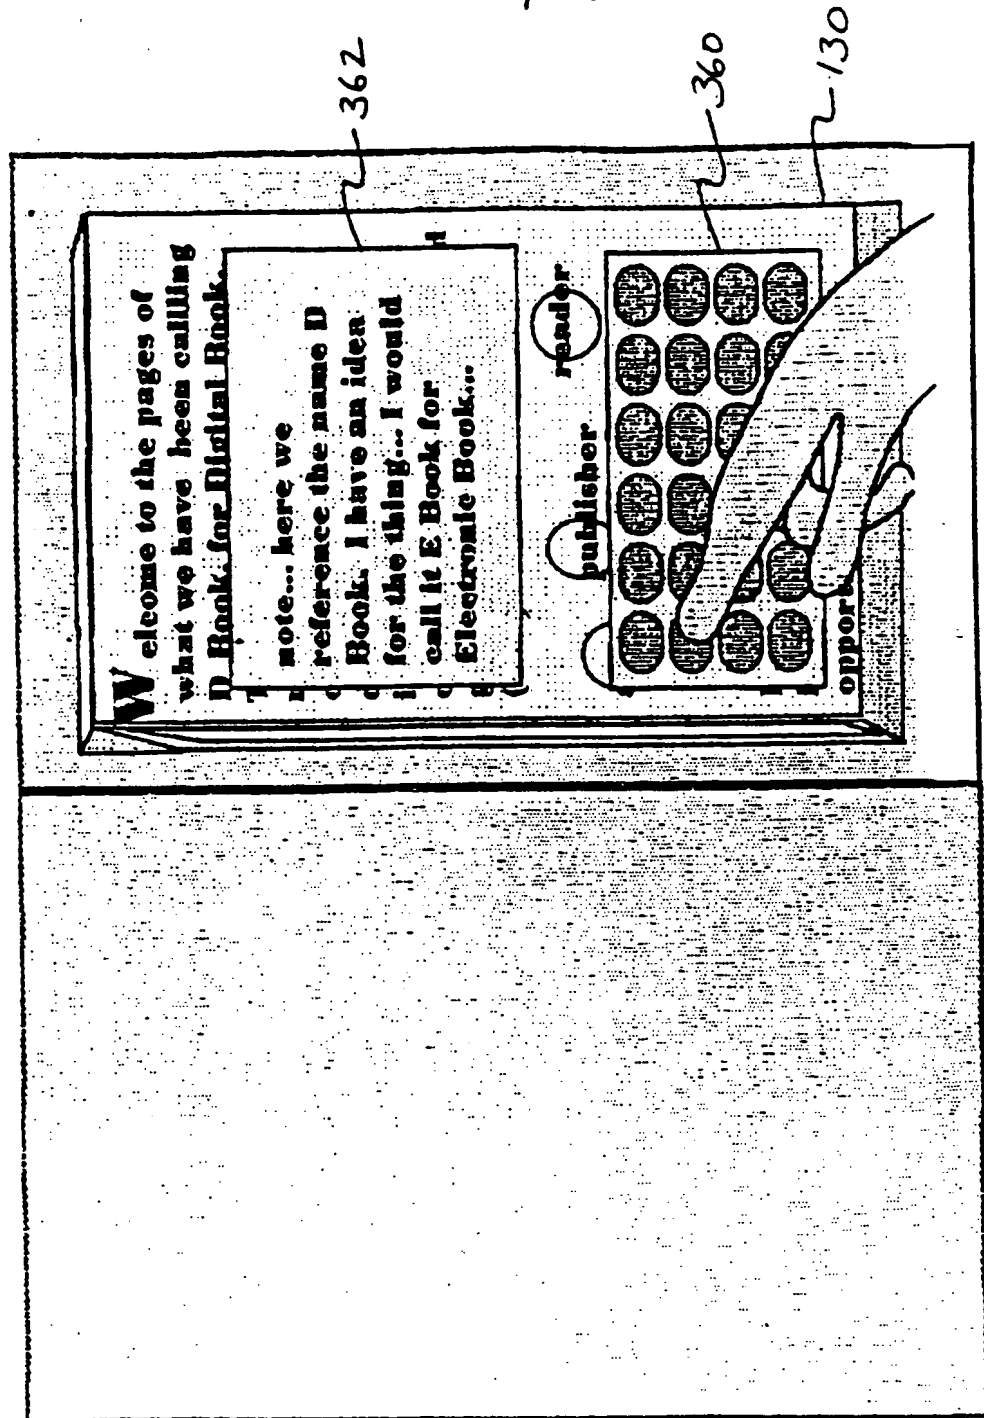 Welcome to the pages of
what we have been callling
D Book. for Digital Book.
note... here we
reference the name D
Book. I have an idea
for the thing... I would
call it E Book for
Electronic Book...
publisher
reader
opport
362
360
130